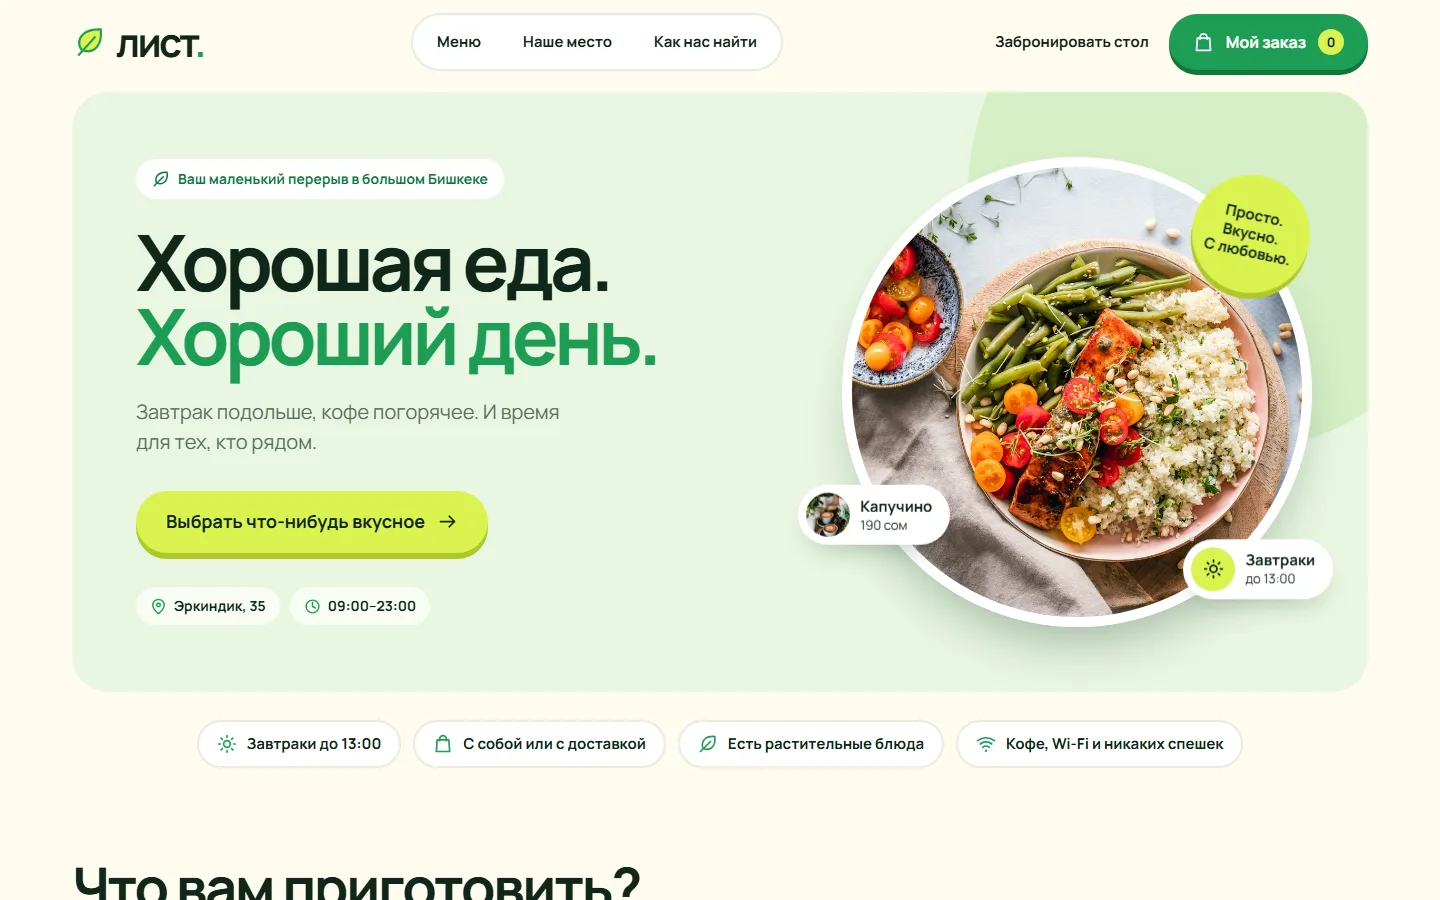 ЛИСТ.
Меню
Наше место
Как нас найти
Забронировать стол
Мой заказ
0
Ваш маленький перерыв в большом Бишкеке
Хорошая еда.
Хороший день.
Завтрак подольше, кофе погорячее. И время
для тех, кто рядом.
Выбрать что-нибудь вкусное
Эркиндик, 35
09:00–23:00
Просто.
Вкусно.
С любовью.
Капучино
190 сом
Завтраки
до 13:00
Завтраки до 13:00
С собой или с доставкой
Есть растительные блюда
Кофе, Wi-Fi и никаких спешек
Что вам приготовить?